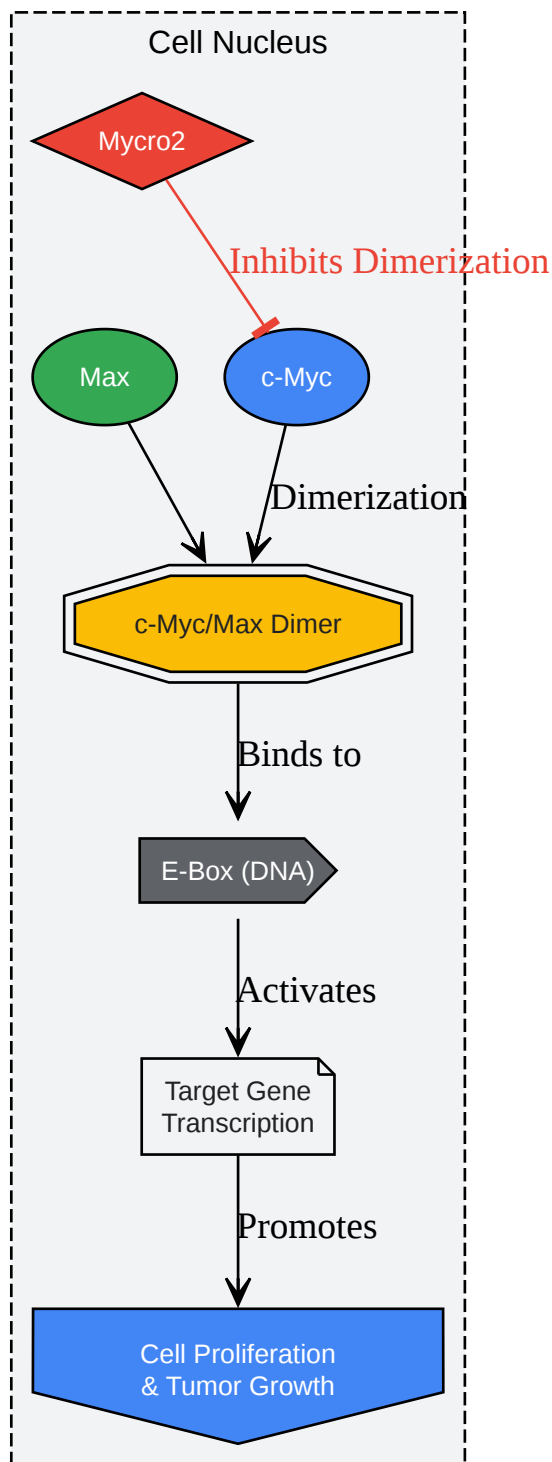 Cell Nucleus
Mycro2
Inhibits Dimerization
Max
c-Myc
Dimerization
c-Myc/Max Dimer
Binds to
E-Box (DNA)
Activates
Target Gene
Transcription
Promotes
Cell Proliferation
& Tumor Growth